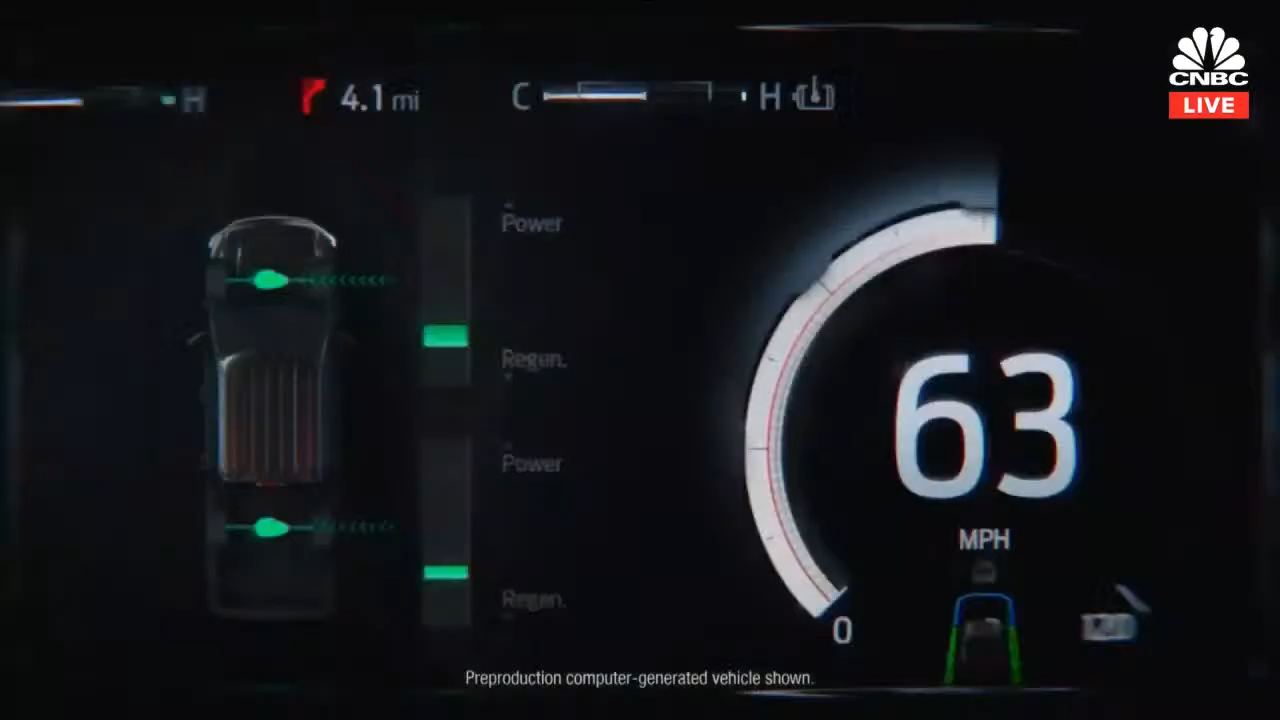 CNBC
LIVE
H
4.1 mi
C
H
Power
Regen.
Power
Regen.
63
MPH
0
Preproduction computer-generated vehicle shown.